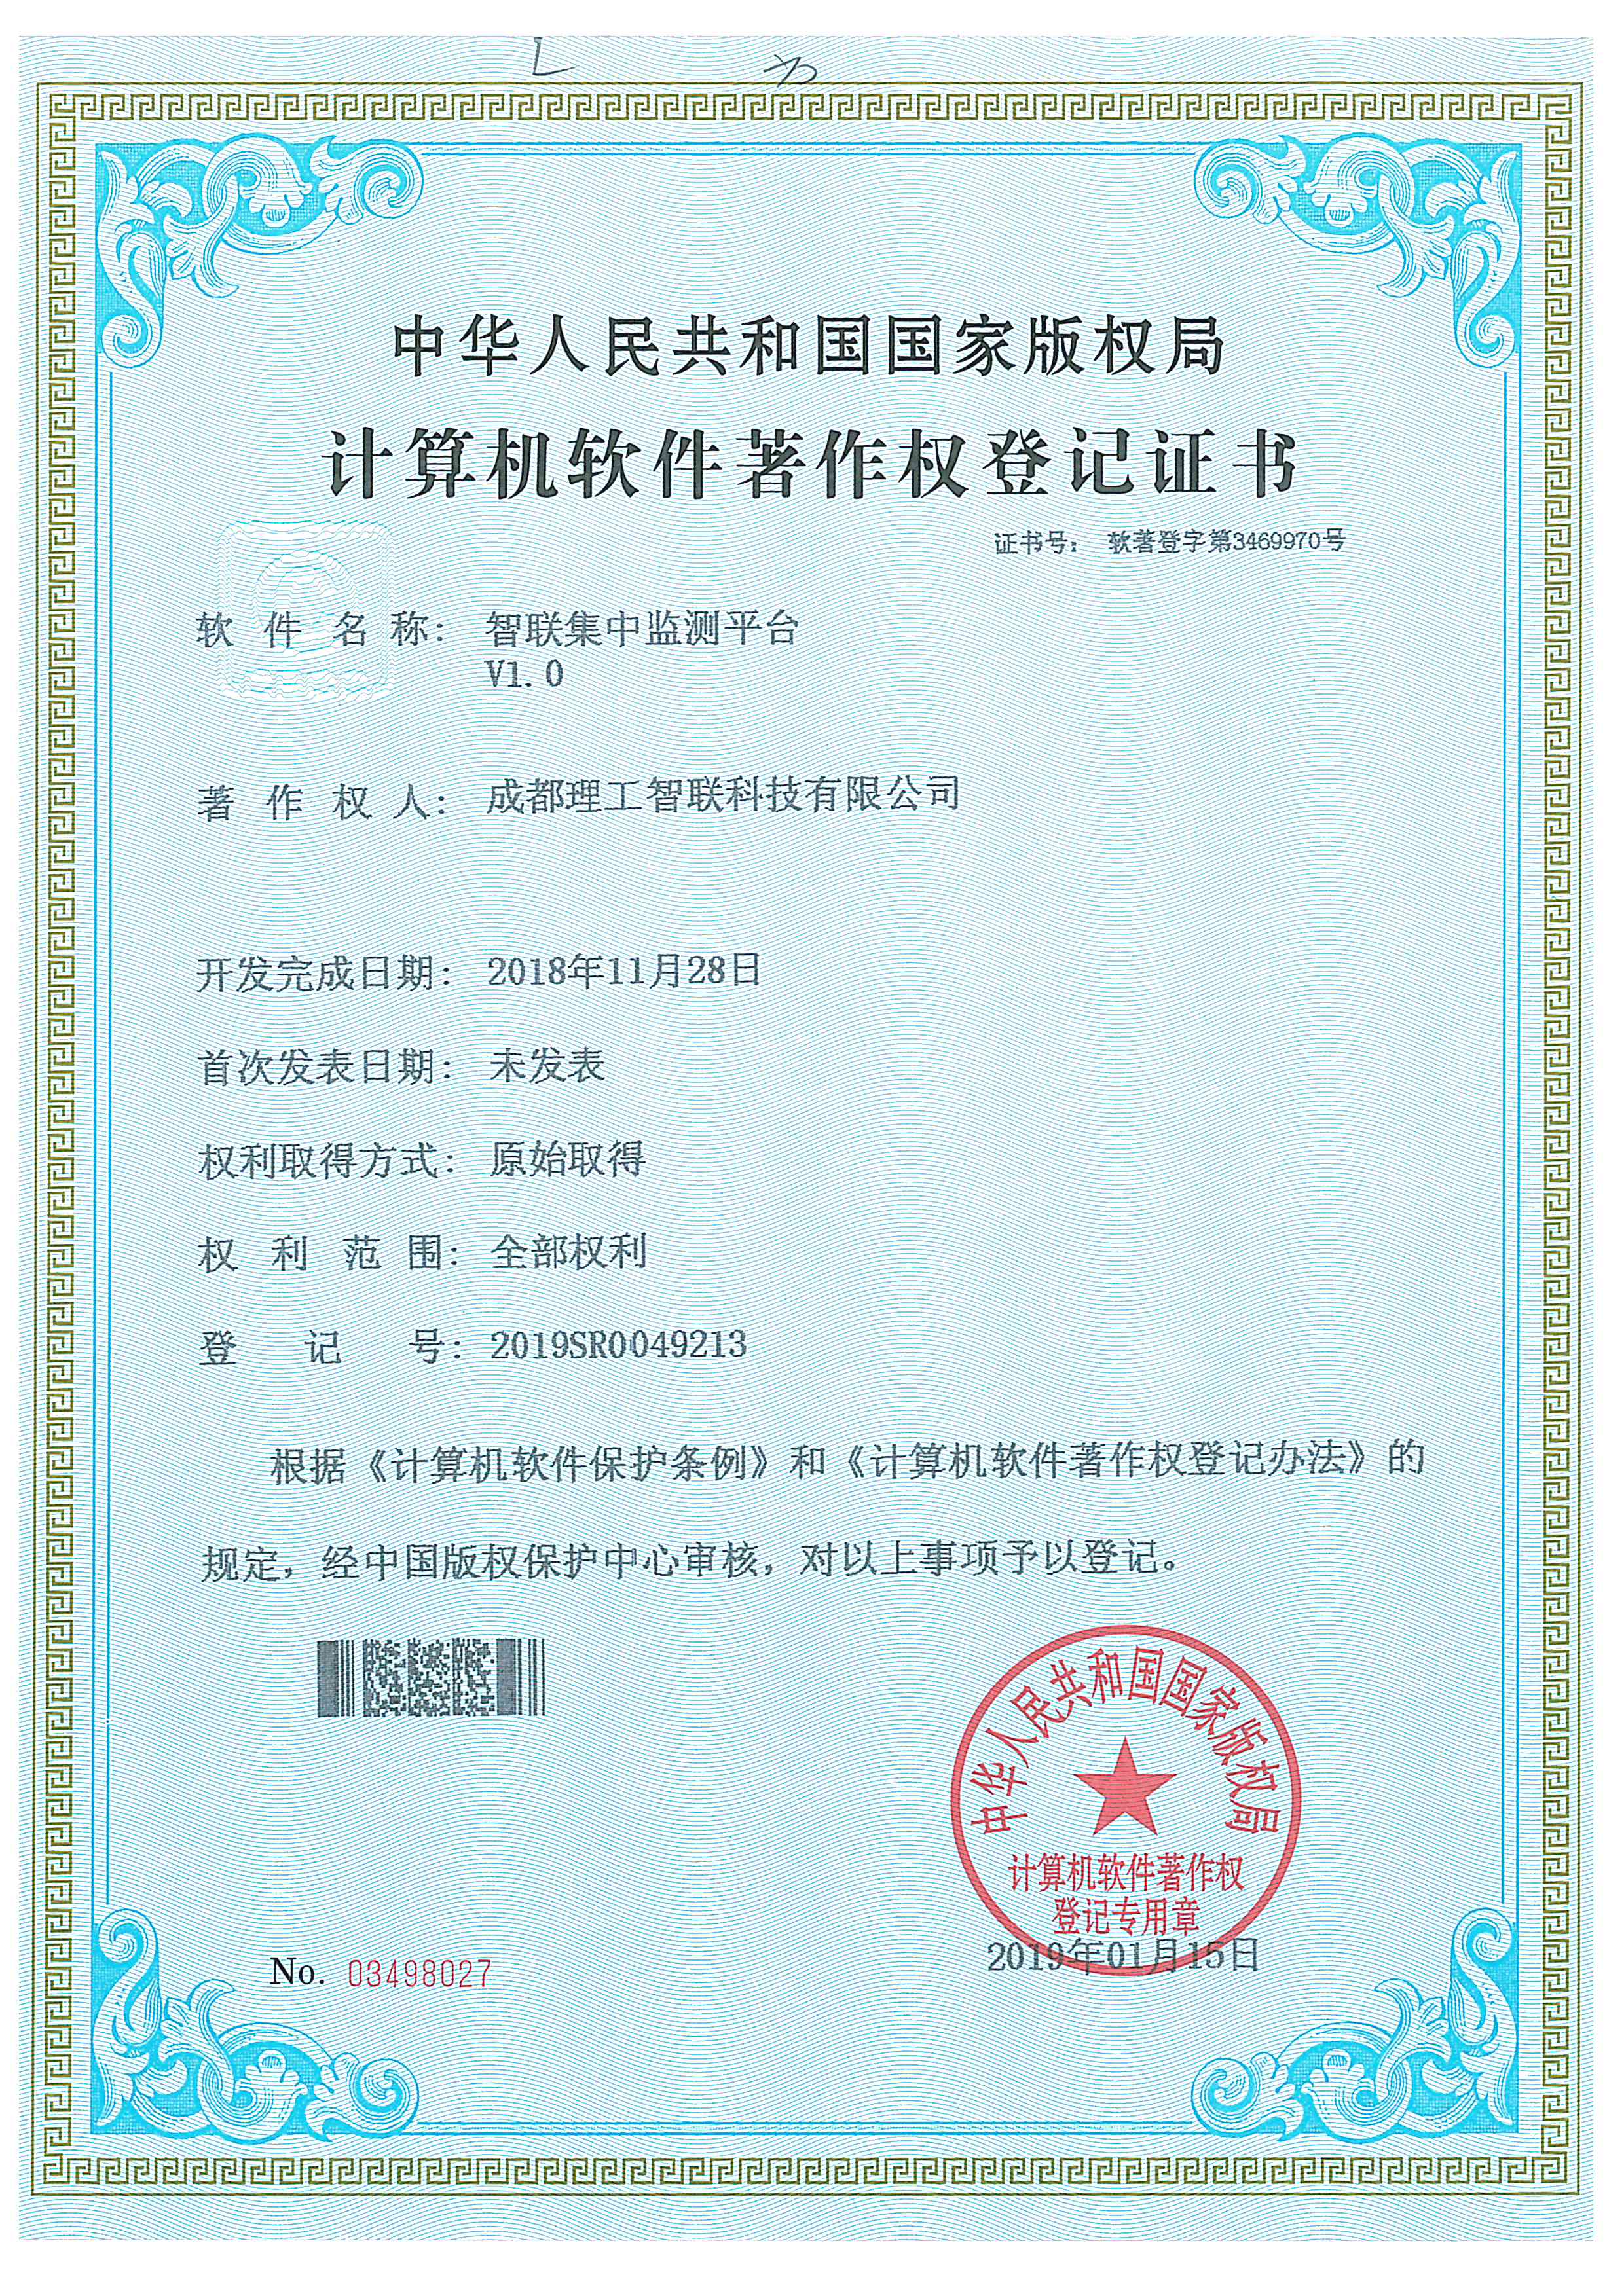 中华人民共和国国家版权局
计算机软件著作权登记证书
证书号： 软著登字第3469970号
软件名称： 智联集中监测平台
V1.0
著作权人： 成都理工智联科技有限公司
开发完成日期： 2018年11月28日
首次发表日期： 未发表
权利取得方式： 原始取得
权利范围： 全部权利
登记号： 2019SR0049213
根据《计算机软件保护条例》和《计算机软件著作权登记办法》的
规定，经中国版权保护中心审核，对以上事项予以登记。
中华人民共和国国家版权局
计算机软件著作权
登记专用章
2019年01月15日
No. 03498027